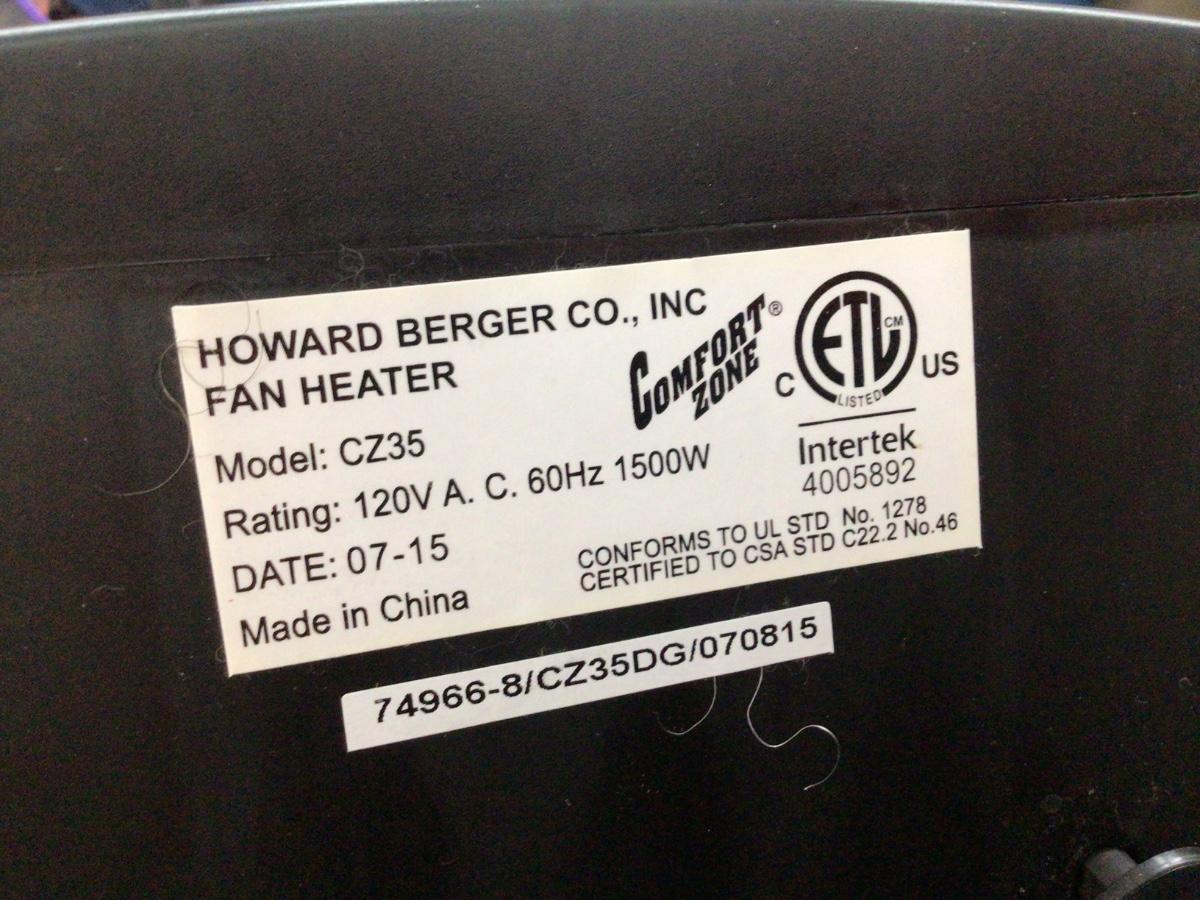 HOWARD BERGER CO., INC
FAN HEATER
COMFORT
ZONE®
Model: CZ35
Rating: 120V A. C. 60Hz 1500W
DATE: 07-15
Made in China
ETL CM
LISTED
C US
Intertek
4005892
CONFORMS TO UL STD No. 1278
CERTIFIED TO CSA STD C22.2 No.46
74966-8/CZ35DG/070815